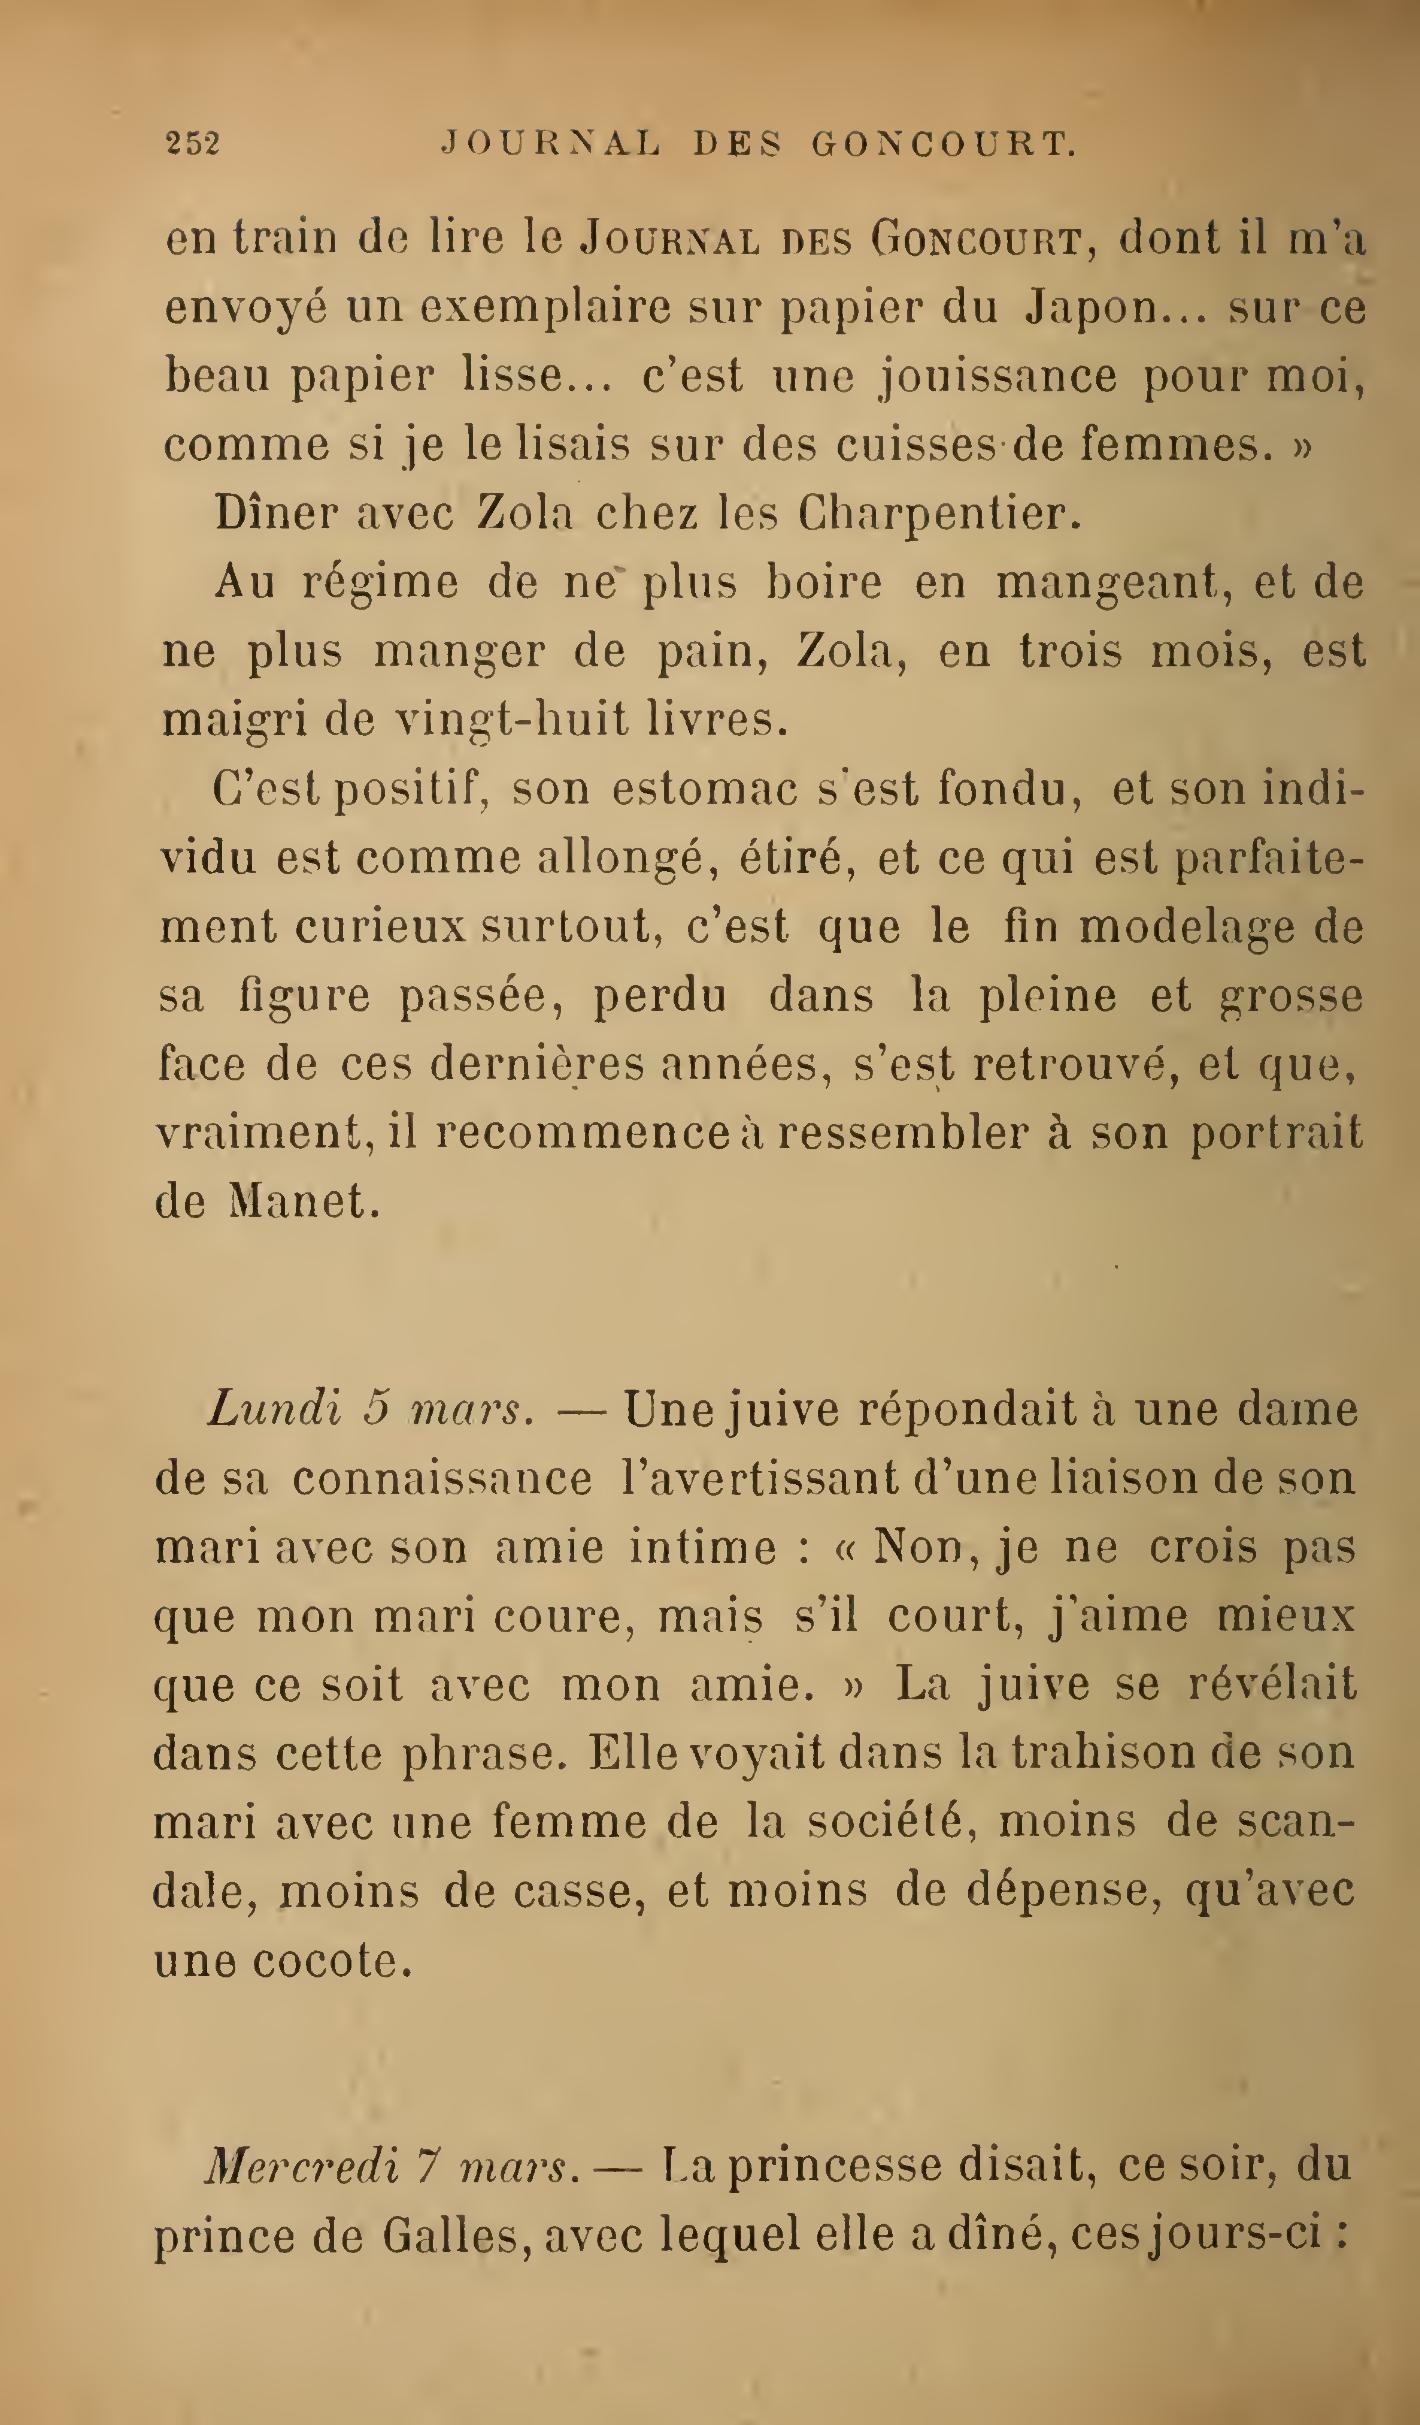 252 JOURNAL DES GONCOURT.
en train de lire le JOURNAL DES GONCOURT, dont il m'a
envoyé un exemplaire sur papier du Japon... sur ce
beau papier lisse... c'est une jouissance pour moi,
comme si je le lisais sur des cuisses de femmes. »
Dîner avec Zola chez les Charpentier.
Au régime de ne plus boire en mangeant, et de
ne plus manger de pain, Zola, en trois mois, est
maigri de vingt-huit livres.
C'est positif, son estomac s'est fondu, et son indi-
vidu est comme allongé, étiré, et ce qui est parfaite-
ment curieux surtout, c'est que le fin modelage de
sa figure passée, perdu dans la pleine et grosse
face de ces dernières années, s'est retrouvé, et que,
vraiment, il recommence à ressembler à son portrait
de Manet.
Lundi 5 mars. — Une juive répondait à une dame
de sa connaissance l'avertissant d'une liaison de son
mari avec son amie intime : « Non, je ne crois pas
que mon mari coure, mais s'il court, j'aime mieux
que ce soit avec mon amie. » La juive se révélait
dans cette phrase. Elle voyait dans la trahison de son
mari avec une femme de la société, moins de scan-
dale, moins de casse, et moins de dépense, qu'avec
une cocote.
Mercredi 7 mars. — La princesse disait, ce soir, du
prince de Galles, avec lequel elle a dîné, ces jours-ci :